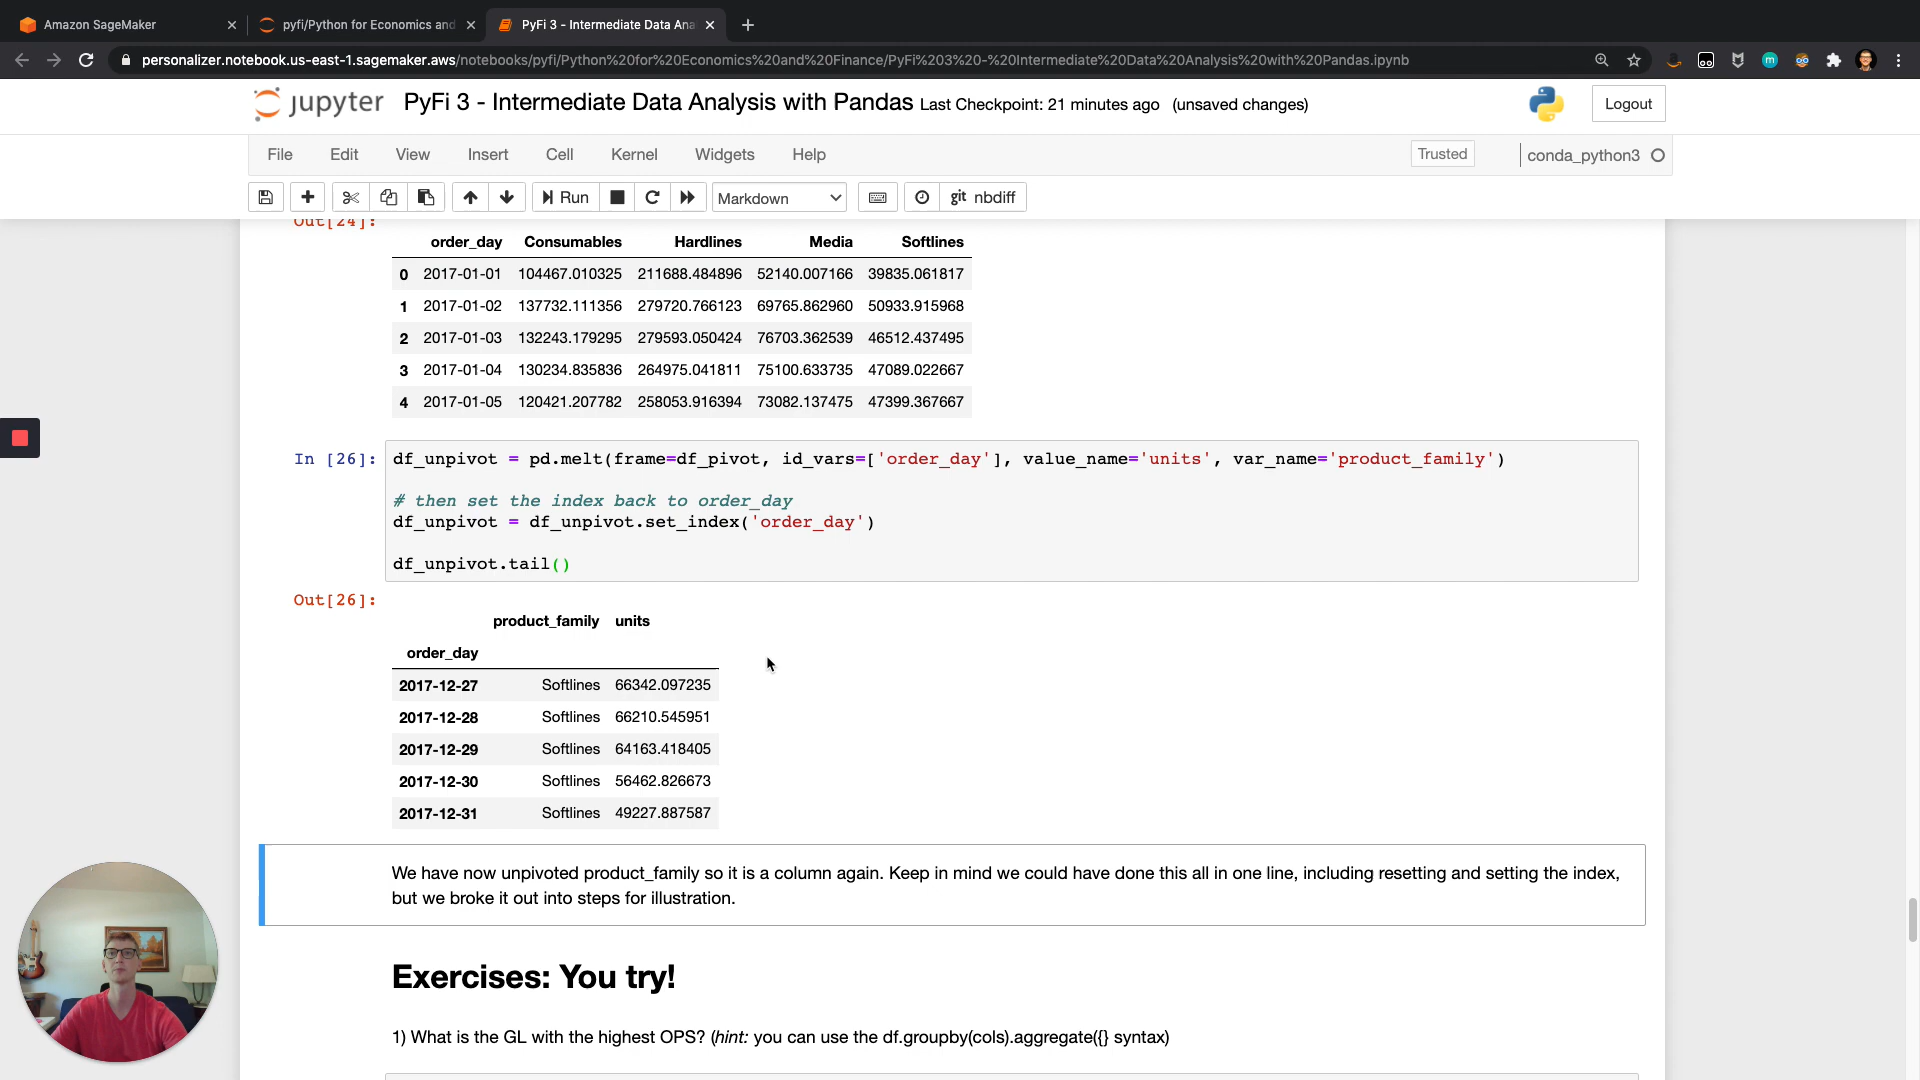 Amazon SageMaker
pyfi/Python for Economics and
PyFi 3 - Intermediate Data Ana
personalizer.notebook.us-east-1.sagemaker.aws/notebooks/pyfi/Python%20for%20Economics%20and%20Finance/PyFi%203%20-%20Intermediate%20Data%20Analysis%20with%20Pandas.ipynb
jupyter PyFi 3 - Intermediate Data Analysis with Pandas Last Checkpoint: 21 minutes ago (unsaved changes)
Logout
File Edit View Insert Cell Kernel Widgets Help
Trusted
conda_python3
Run
Markdown
git nbdiff
Out[24]:
order_day Consumables Hardlines Media Softlines
0 2017-01-01 104467.010325 211688.484896 52140.007166 39835.061817
1 2017-01-02 137732.111356 279720.766123 69765.862960 50933.915968
2 2017-01-03 132243.179295 279593.050424 76703.362539 46512.437495
3 2017-01-04 130234.835836 264975.041811 75100.633735 47089.022667
4 2017-01-05 120421.207782 258053.916394 73082.137475 47399.367667
In [26]: df_unpivot = pd.melt(frame=df_pivot, id_vars=['order_day'], value_name='units', var_name='product_family')
# then set the index back to order_day
df_unpivot = df_unpivot.set_index('order_day')
df_unpivot.tail()
Out[26]:
product_family units
order_day
2017-12-27 Softlines 66342.097235
2017-12-28 Softlines 66210.545951
2017-12-29 Softlines 64163.418405
2017-12-30 Softlines 56462.826673
2017-12-31 Softlines 49227.887587
We have now unpivoted product_family so it is a column again. Keep in mind we could have done this all in one line, including resetting and setting the index,
but we broke it out into steps for illustration.
Exercises: You try!
1) What is the GL with the highest OPS? (hint: you can use the df.groupby(cols).aggregate({} syntax)